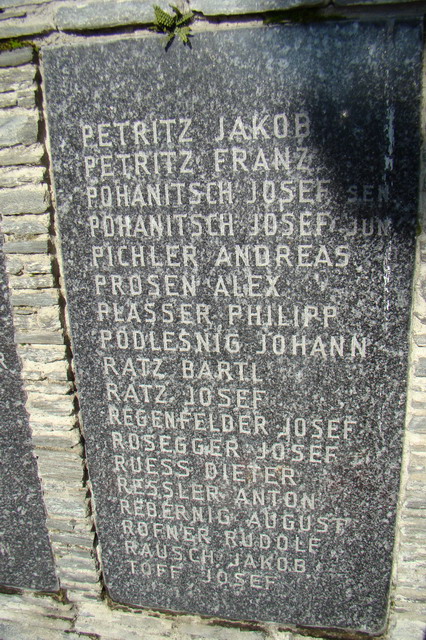 PETRITZ JAKOB
PETRITZ FRANZ
POHANITSCH JOSEF SEN
POHANITSCH JOSEF JUN
PICHLER ANDREAS
PROSEN ALEX
PLASSER PHILIPP
PODLESNIG JOHANN
RATZ BARTL
RATZ JOSEF
REGENFELDER JOSEF
ROSEGGER JOSEF
RUESS DIETER
RESSLER ANTON
REBERNIG AUGUST
ROFNER RUDOLF
RAUSCH JAKOB
TOFF JOSEF